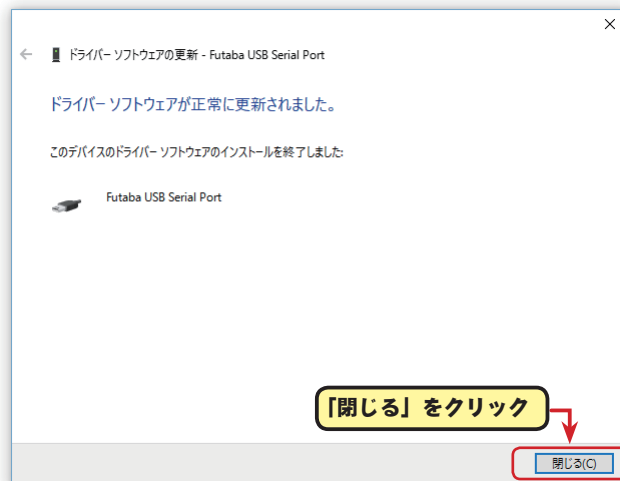 ドライバー ソフトウェアの更新 - Futaba USB Serial Port
ドライバー ソフトウェアが正常に更新されました。
このデバイスのドライバー ソフトウェアのインストールを終了しました:
Futaba USB Serial Port
「閉じる」をクリック
閉じる(C)